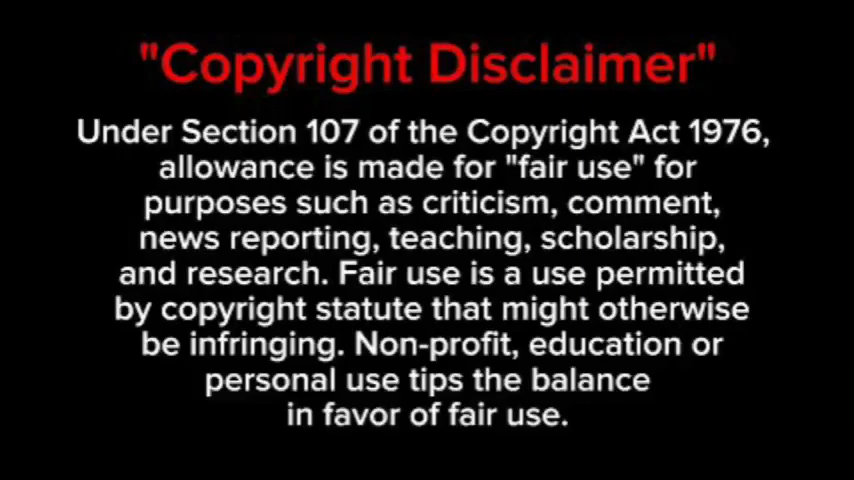 "Copyright Disclaimer"
Under Section 107 of the Copyright Act 1976,
allowance is made for "fair use" for
purposes such as criticism, comment,
news reporting, teaching, scholarship,
and research. Fair use is a use permitted
by copyright statute that might otherwise
be infringing. Non-profit, education or
personal use tips the balance
in favor of fair use.